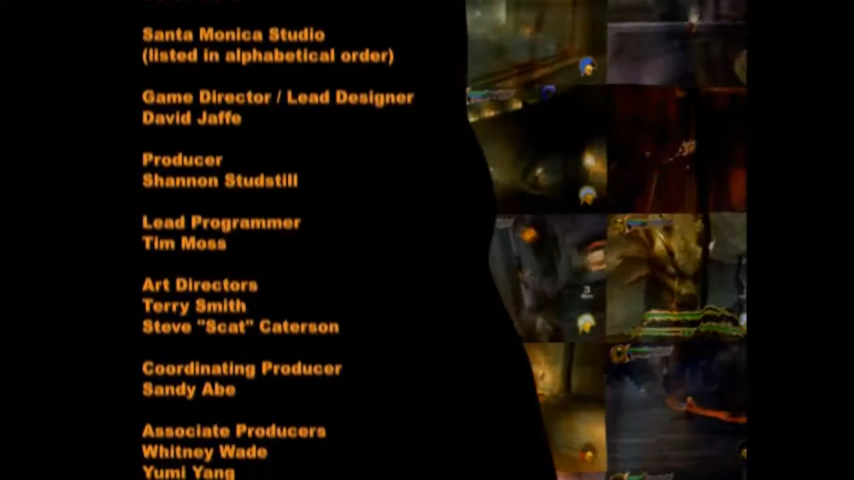 Santa Monica Studio
(listed in alphabetical order)
Game Director / Lead Designer
David Jaffe
Producer
Shannon Studstill
Lead Programmer
Tim Moss
Art Directors
Terry Smith
Steve "Scat" Caterson
Coordinating Producer
Sandy Abe
Associate Producers
Whitney Wade
Yumi Yang